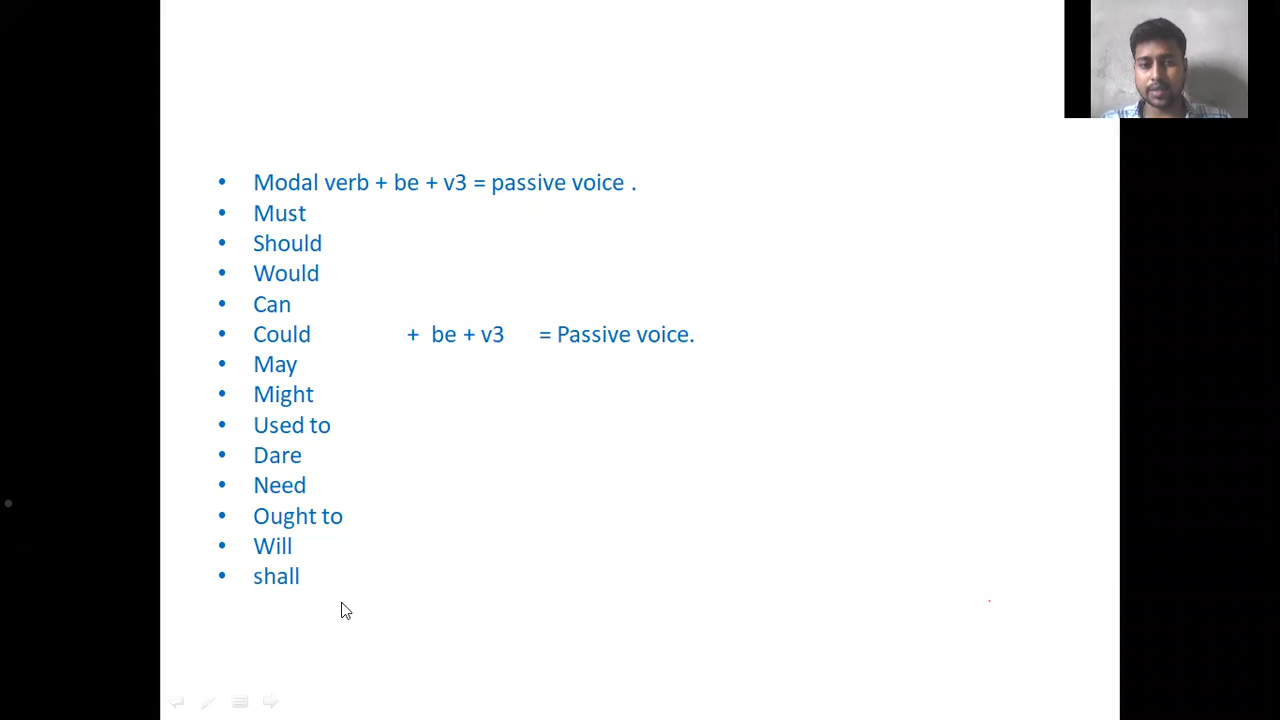 • Modal verb + be + v3 = passive voice .
• Must
• Should
• Would
• Can
• Could + be + v3 = Passive voice.
• May
• Might
• Used to
• Dare
• Need
• Ought to
• Will
• shall